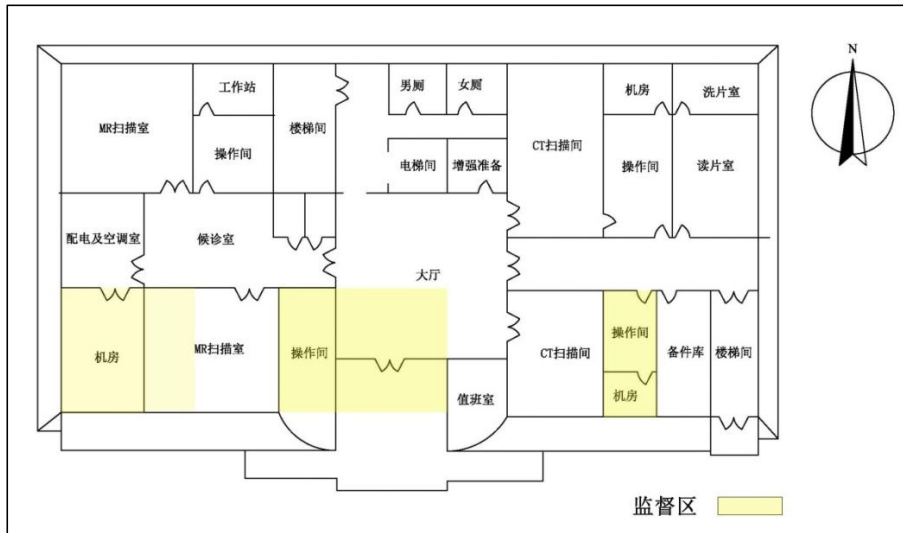 N
工作站
男厕
女厕
机房
洗片室
MR扫描室
楼梯间
操作间
CT扫描间
电梯间
增强准备
操作间
读片室
配电及空调室
候诊室
大厅
机房
MR扫描室
操作间
值班室
CT扫描间
操作间
机房
备件库
楼梯间
监督区